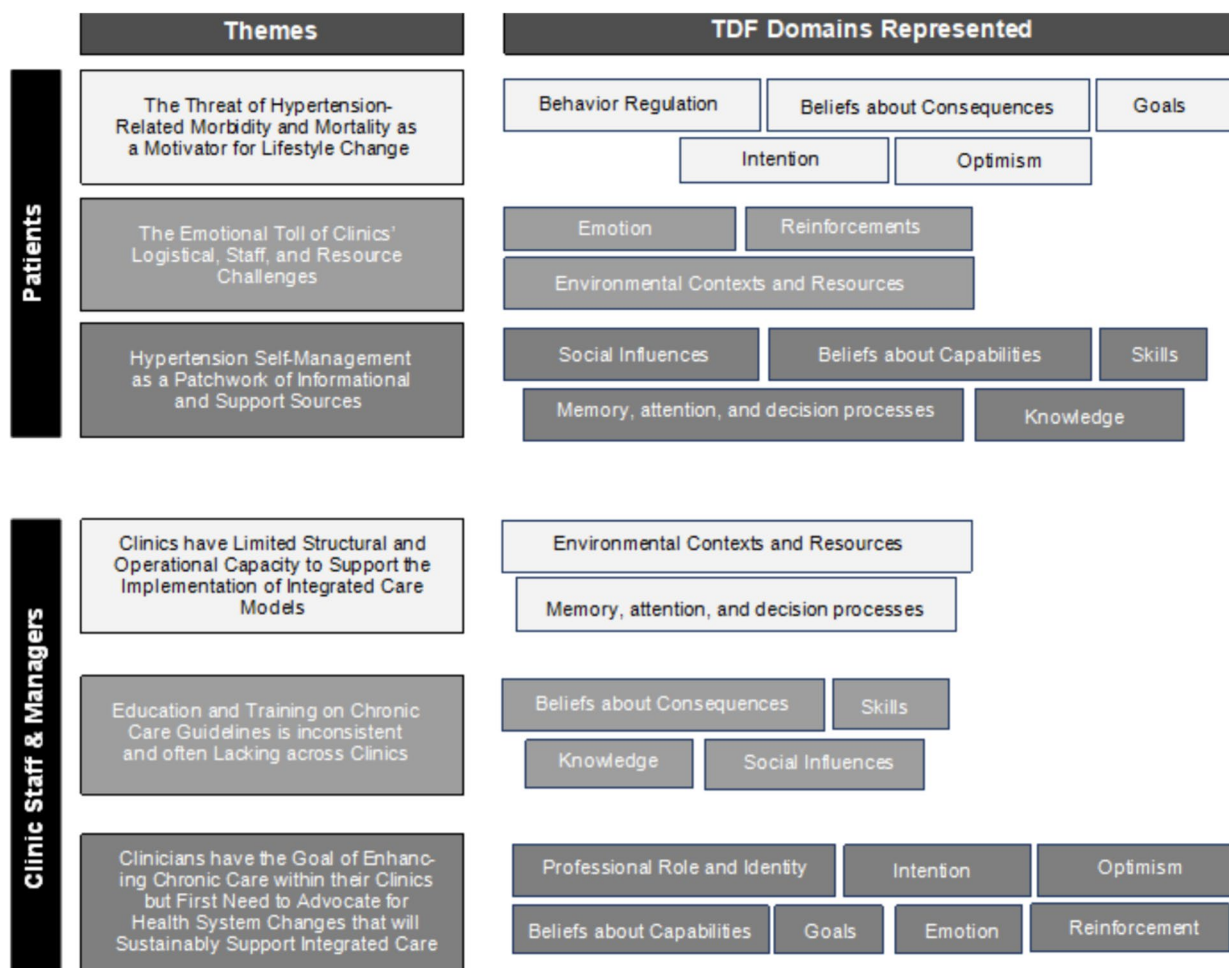 Themes
TDF Domains Represented
Patients
The Threat of Hypertension-
Related Morbidity and Mortality as
a Motivator for Lifestyle Change
Behavior Regulation
Beliefs about Consequences
Goals
Intention
Optimism
The Emotional Toll of Clinics’
Logistical, Staff, and Resource
Challenges
Emotion
Reinforcements
Environmental Contexts and Resources
Hypertension Self-Management
as a Patchwork of Informational
and Support Sources
Social Influences
Beliefs about Capabilities
Skills
Memory, attention, and decision processes
Knowledge
Clinic Staff & Managers
Clinics have Limited Structural and
Operational Capacity to Support the
Implementation of Integrated Care
Models
Environmental Contexts and Resources
Memory, attention, and decision processes
Education and Training on Chronic
Care Guidelines is inconsistent
and often Lacking across Clinics
Beliefs about Consequences
Skills
Knowledge
Social Influences
Clinicians have the Goal of Enhanc-
ing Chronic Care within their Clinics
but First Need to Advocate for
Health System Changes that will
Sustainably Support Integrated Care
Professional Role and Identity
Intention
Optimism
Beliefs about Capabilities
Goals
Emotion
Reinforcement